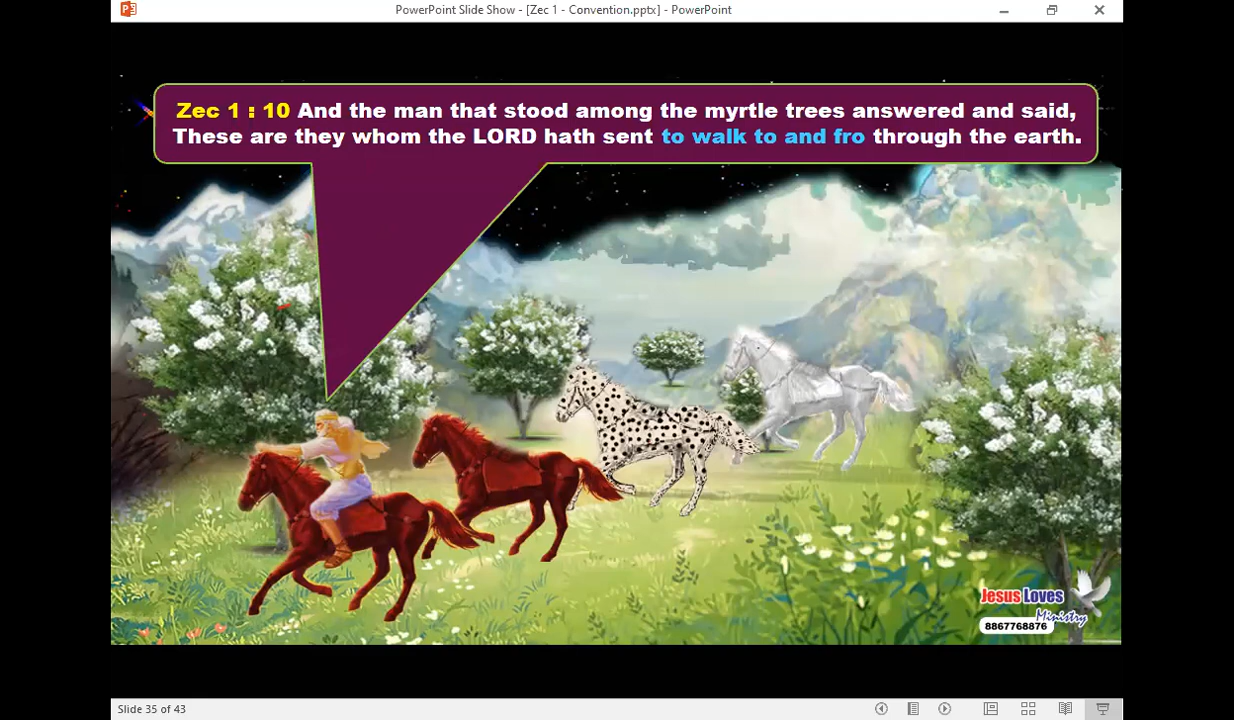 PowerPoint Slide Show - [Zec 1 - Convention.pptx] - PowerPoint
Zec 1 : 10 And the man that stood among the myrtle trees answered and said,
These are they whom the LORD hath sent to walk to and fro through the earth.
Jesus Loves
Ministry
8867768876
Slide 35 of 43